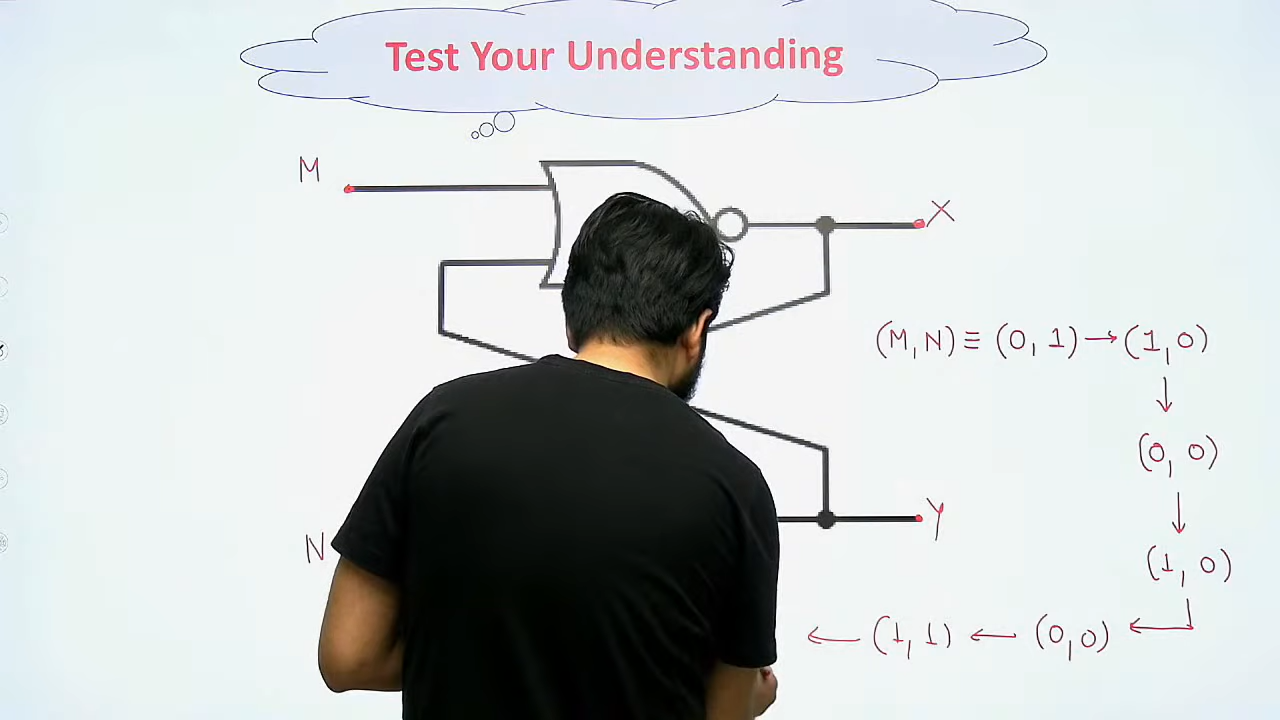 Test Your Understanding
M
X
(M, N) ≡ (0, 1) → (1, 0)
↓
(0, 0)
↓
Y
N
(1, 0)
← (1, 1) ← (0, 0) ←